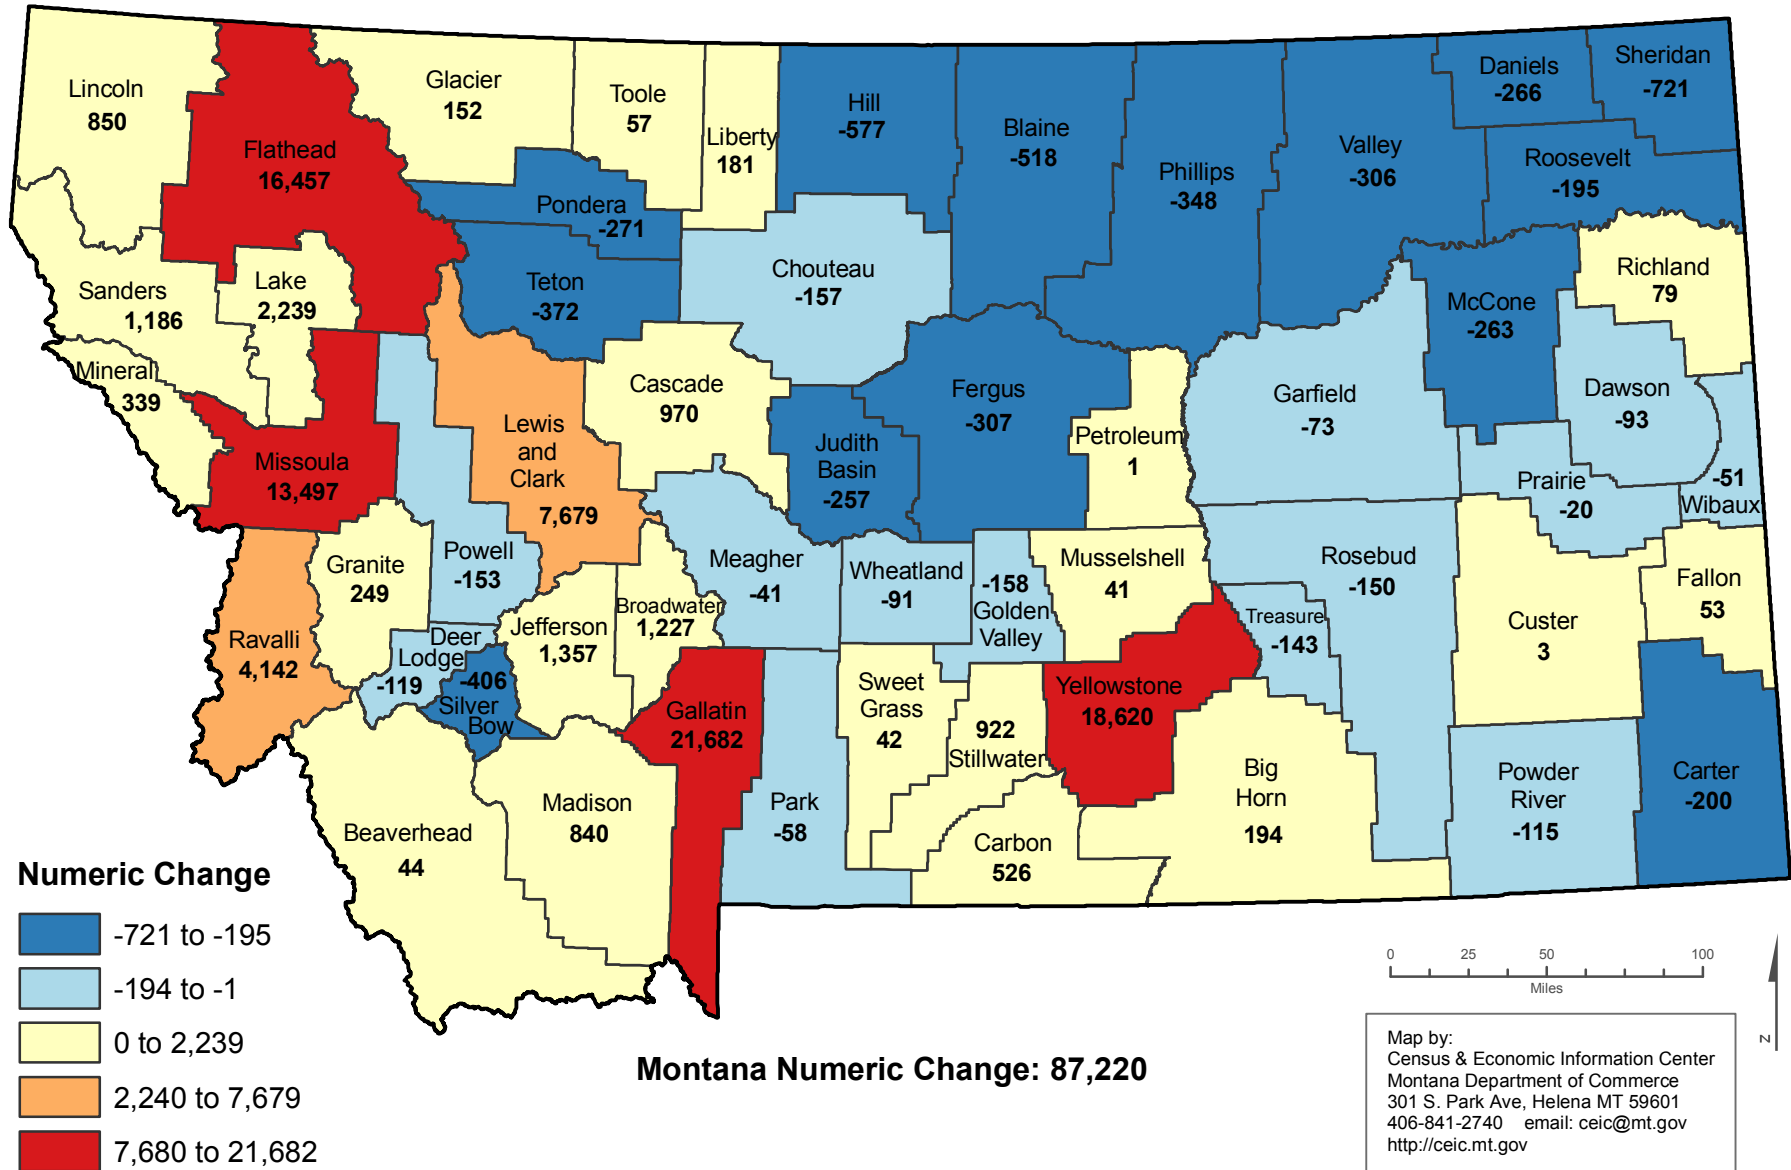 Lincoln
850
Flathead
16,457
Glacier
152
Toole
57
Liberty
181
Hill
-577
Blaine
-518
Phillips
-348
Valley
-306
Daniels
-266
Sheridan
-721
Roosevelt
-195
Pondera
-271
Teton
-372
Chouteau
-157
Richland
79
McCone
-263
Sanders
1,186
Lake
2,239
Mineral
339
Missoula
13,497
Lewis
and
Clark
7,679
Cascade
970
Judith
Basin
-257
Fergus
-307
Petroleum
1
Garfield
-73
Dawson
-93
Prairie
-20
-51
Wibaux
Ravalli
4,142
Granite
249
Powell
-153
Deer
Lodge
-119
-406
Silver
Bow
Jefferson
1,357
Broadwater
1,227
Meagher
-41
Wheatland
-91
-158
Golden
Valley
Musselshell
41
Rosebud
-150
Treasure
-143
Custer
3
Fallon
53
Beaverhead
44
Madison
840
Gallatin
21,682
Park
-58
Sweet
Grass
42
922
Stillwater
Yellowstone
18,620
Carbon
526
Big
Horn
194
Powder
River
-115
Carter
-200
Numeric Change
-721 to -195
-194 to -1
0 to 2,239
2,240 to 7,679
7,680 to 21,682
Montana Numeric Change: 87,220
0 25 50 100
Miles
Z
Map by:
Census & Economic Information Center
Montana Department of Commerce
301 S. Park Ave, Helena MT 59601
406-841-2740 email: ceic@mt.gov
http://ceic.mt.gov